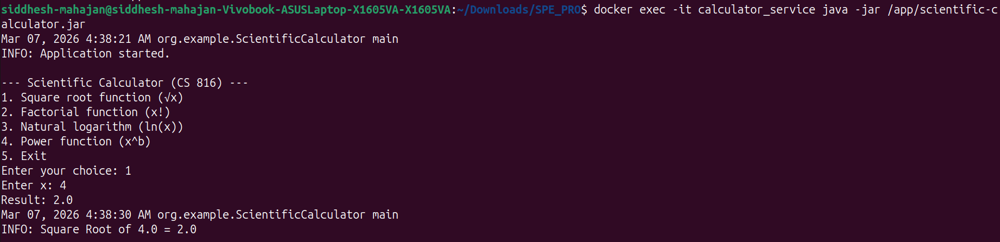 siddhesh-mahajan@siddhesh-mahajan-Vivobook-ASUSLaptop-X1605VA-X1605VA:~/Downloads/SPE_PRO$ docker exec -it calculator_service java -jar /app/scientific-c
alculator.jar
Mar 07, 2026 4:38:21 AM org.example.ScientificCalculator main
INFO: Application started.
--- Scientific Calculator (CS 816) ---
1. Square root function (√x)
2. Factorial function (x!)
3. Natural logarithm (ln(x))
4. Power function (x^b)
5. Exit
Enter your choice: 1
Enter x: 4
Result: 2.0
Mar 07, 2026 4:38:30 AM org.example.ScientificCalculator main
INFO: Square Root of 4.0 = 2.0